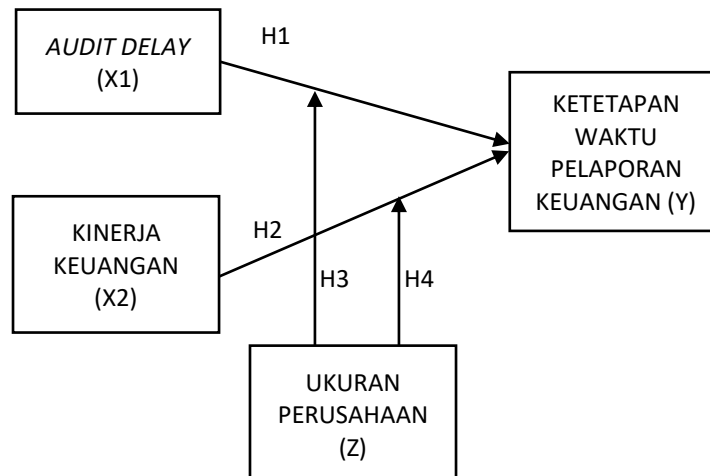 AUDIT DELAY
(X1)
H1
KETETAPAN
WAKTU
PELAPORAN
KEUANGAN (Y)
KINERJA
KEUANGAN
(X2)
H2
H3
H4
UKURAN
PERUSAHAAN
(Z)